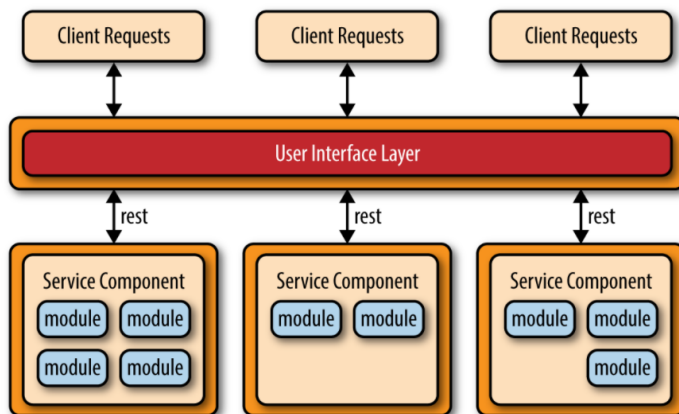 Client Requests
Client Requests
Client Requests
User Interface Layer
rest
rest
rest
Service Component
module
module
module
module
Service Component
module
module
Service Component
module
module
module